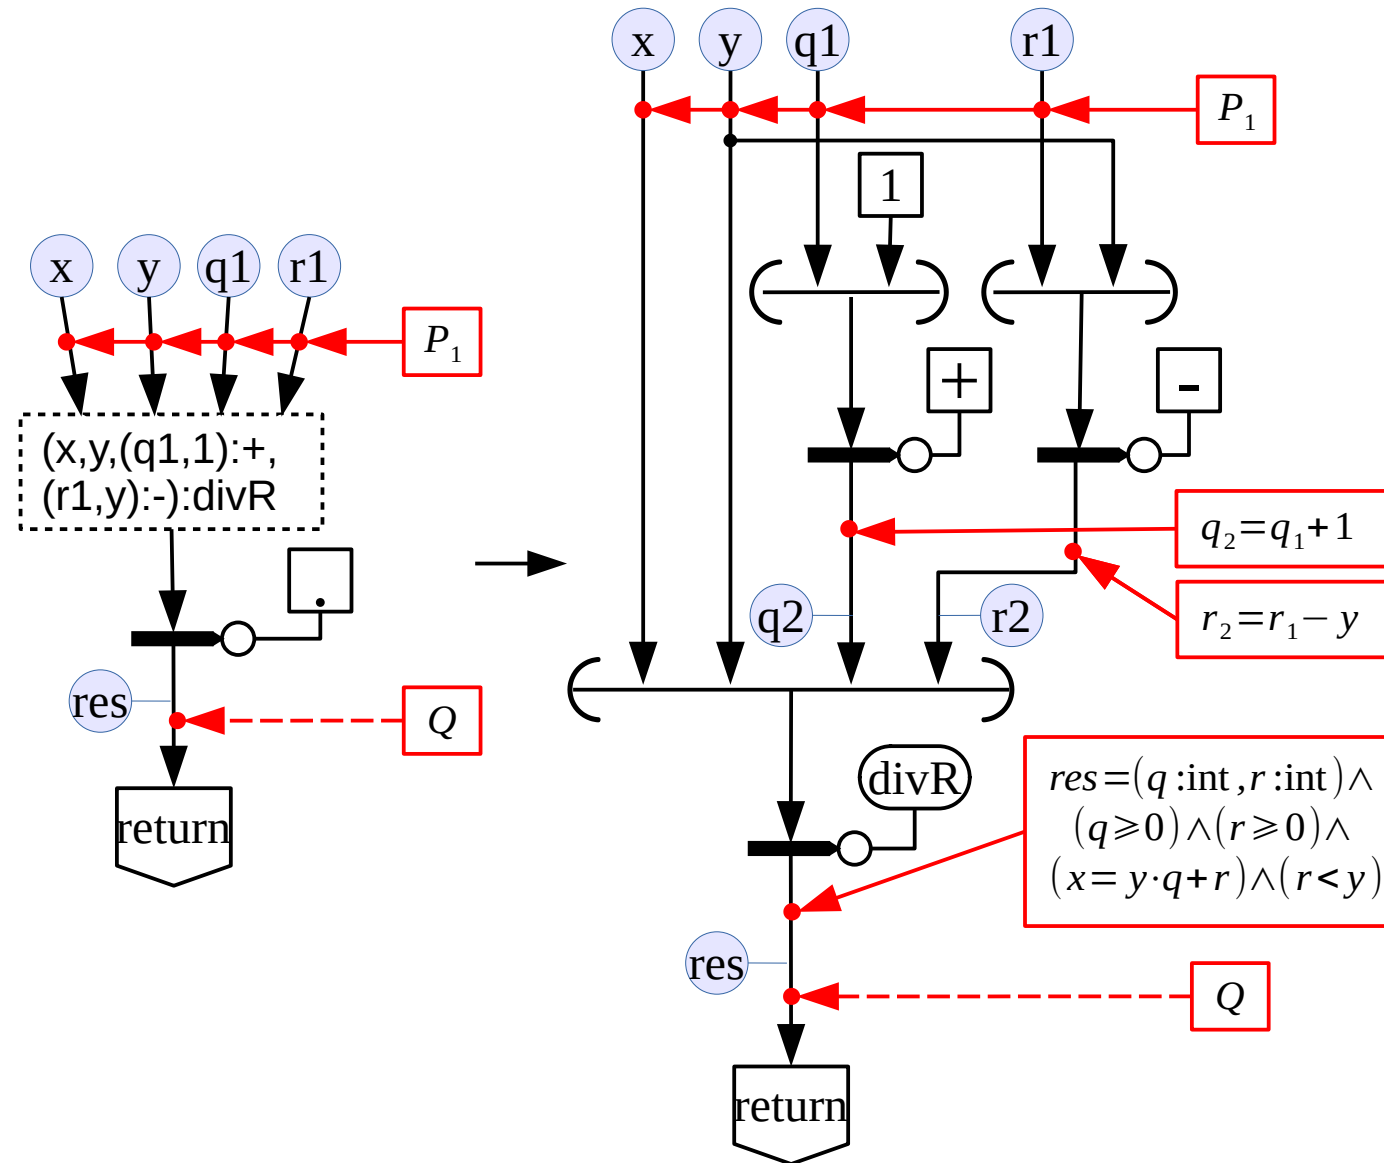 x y q1 r1
P₁
(x,y,(q1,1):+,
(r1,y):-):divR
.
res
Q
return
x y q1 r1
P₁
1
+
-
q₂=q₁+1
r₂=r₁−y
q2
r2
divR
res=(q:int,r:int)∧
(q⩾0)∧(r⩾0)∧
(x=y·q+r)∧(r<y)
res
Q
return